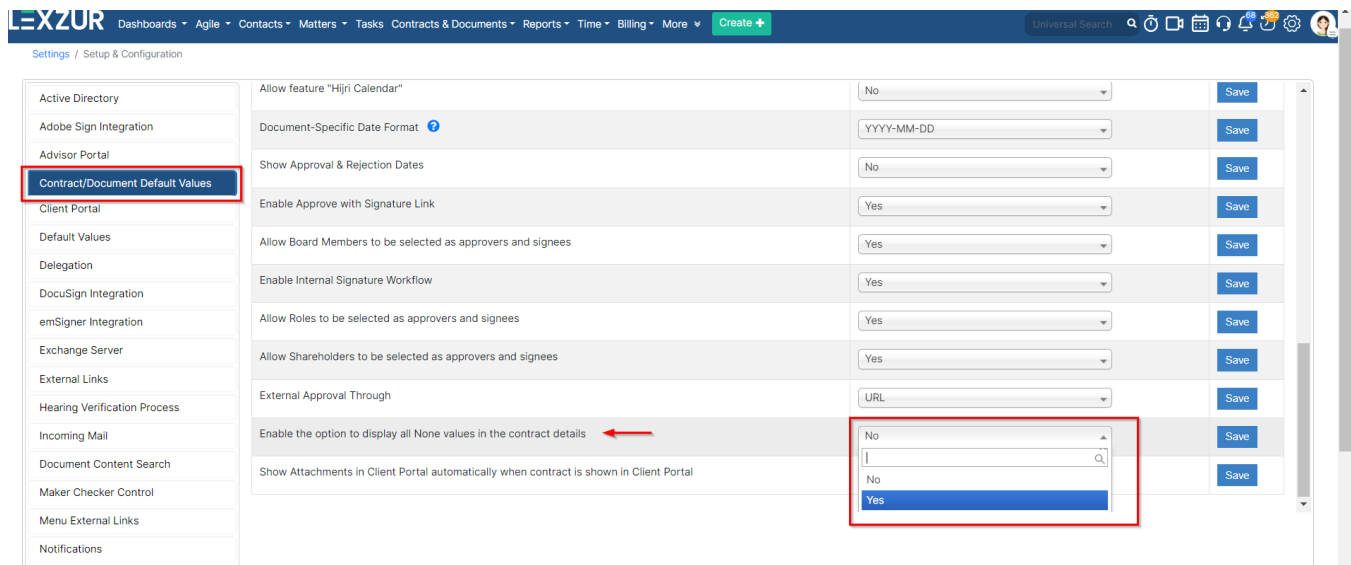 LEXZUR Dashboards Agile Contacts Matters Tasks Contracts & Documents Reports Time Billing More Create + Universal Search 68 362
Settings / Setup & Configuration
Active Directory
Adobe Sign Integration
Advisor Portal
Contract/Document Default Values
Client Portal
Default Values
Delegation
DocuSign Integration
emSigner Integration
Exchange Server
External Links
Hearing Verification Process
Incoming Mail
Document Content Search
Maker Checker Control
Menu External Links
Notifications
Allow feature "Hijri Calendar" No Save
Document-Specific Date Format ? YYYY-MM-DD Save
Show Approval & Rejection Dates No Save
Enable Approve with Signature Link Yes Save
Allow Board Members to be selected as approvers and signees Yes Save
Enable Internal Signature Workflow Yes Save
Allow Roles to be selected as approvers and signees Yes Save
Allow Shareholders to be selected as approvers and signees Yes Save
External Approval Through URL Save
Enable the option to display all None values in the contract details No Save
Show Attachments in Client Portal automatically when contract is shown in Client Portal Save
No
Yes